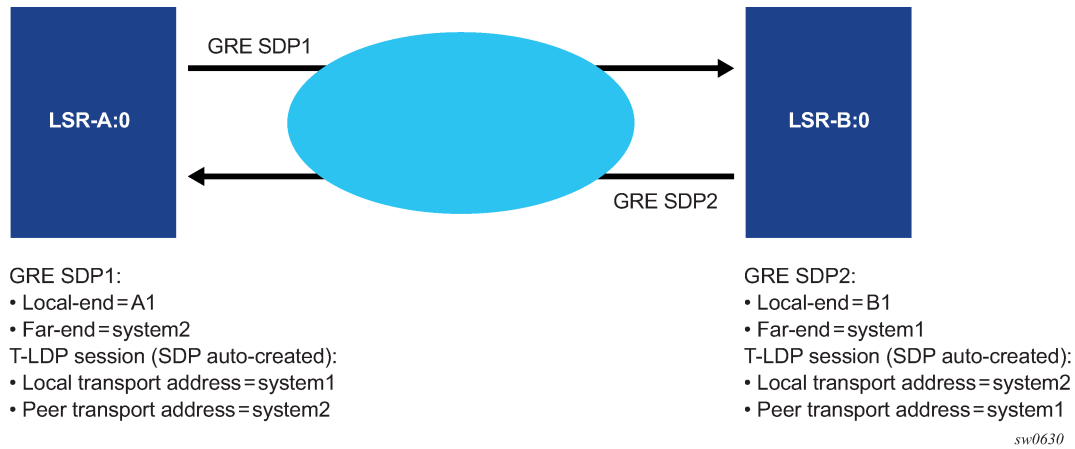 GRE SDP1
LSR-A:0
LSR-B:0
GRE SDP2
GRE SDP1:
• Local-end=A1
• Far-end=system2
T-LDP session (SDP auto-created):
• Local transport address=system1
• Peer transport address=system2
GRE SDP2:
• Local-end=B1
• Far-end=system1
T-LDP session (SDP auto-created):
• Local transport address=system2
• Peer transport address=system1
sw0630